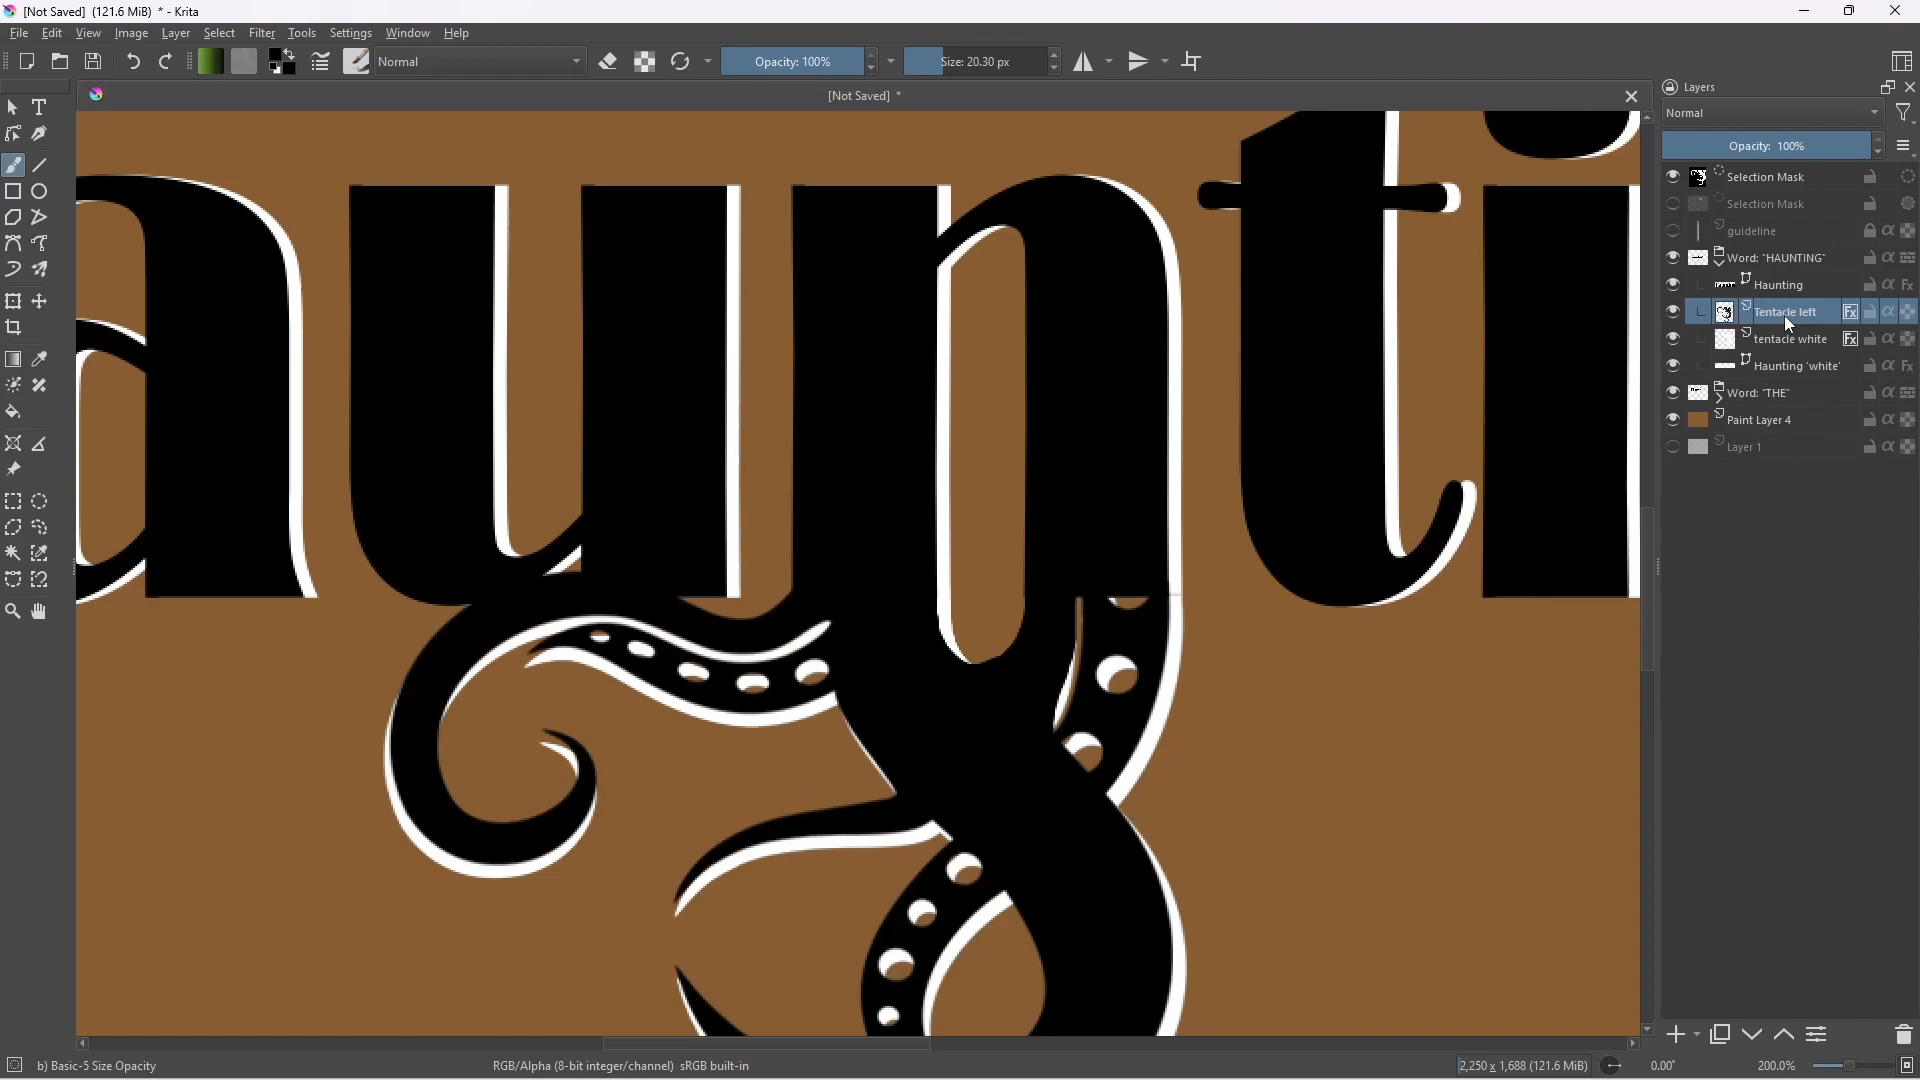 [Not Saved] (121.6 MiB) * - Krita
File Edit View Image Layer Select Filter Tools Settings Window Help
Normal
Opacity: 100%
Size: 20.30 px
[Not Saved] *
Layers
Normal
Opacity: 100%
Selection Mask
Selection Mask
guideline
Word: "HAUNTING"
Haunting
Tentacle left
tentacle white
Haunting 'white'
Word: "THE"
Paint Layer 4
Layer 1
aunti
b) Basic-5 Size Opacity
RGB/Alpha (8-bit integer/channel) sRGB built-in
2,250 x 1,688 (121.6 MiB)
0.00°
200.0%